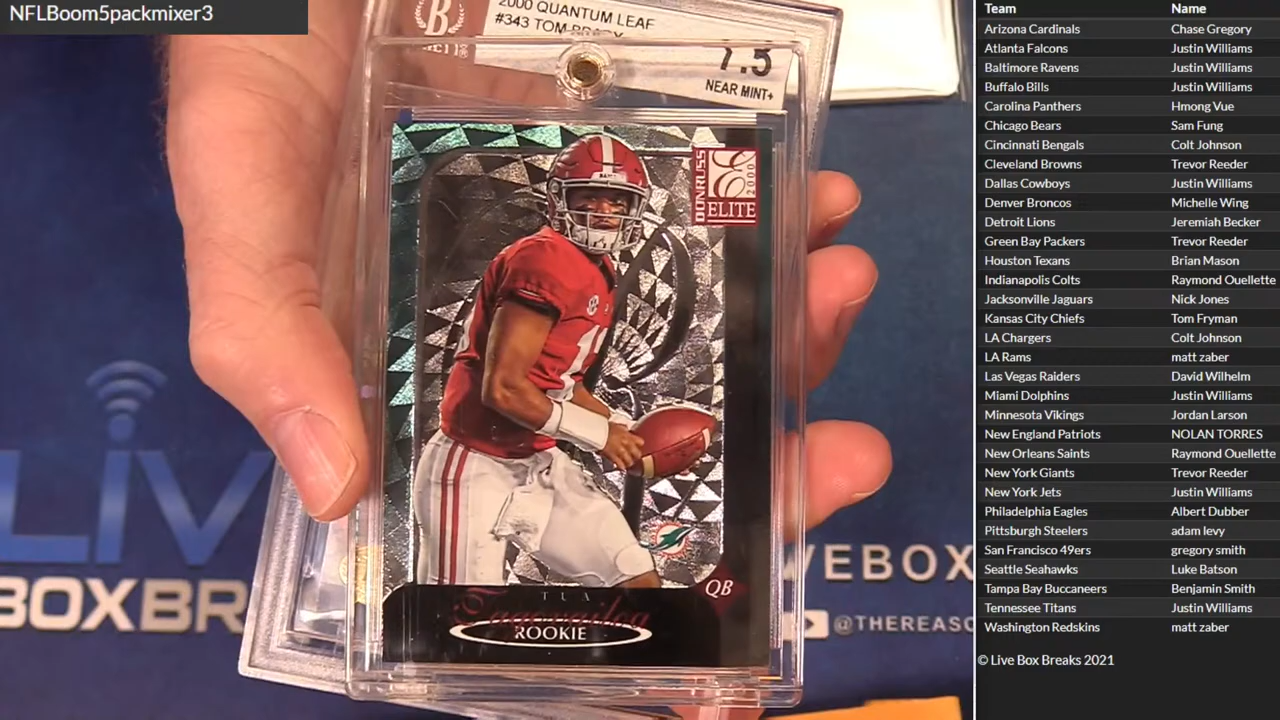 NFLBoom5packmixer3
2000 QUANTUM LEAF
#343 TOM BRADY
7.5
NEAR MINT+
DONRUSS
E
2000
ELITE
QB
TUA
Tagovailoa
ROOKIE
LIV
BOXBR
VEBOX
@THEREASO
Team Name
Arizona Cardinals Chase Gregory
Atlanta Falcons Justin Williams
Baltimore Ravens Justin Williams
Buffalo Bills Justin Williams
Carolina Panthers Hmong Vue
Chicago Bears Sam Fung
Cincinnati Bengals Colt Johnson
Cleveland Browns Trevor Reeder
Dallas Cowboys Justin Williams
Denver Broncos Michelle Wing
Detroit Lions Jeremiah Becker
Green Bay Packers Trevor Reeder
Houston Texans Brian Mason
Indianapolis Colts Raymond Ouellette
Jacksonville Jaguars Nick Jones
Kansas City Chiefs Tom Fryman
LA Chargers Colt Johnson
LA Rams matt zaber
Las Vegas Raiders David Wilhelm
Miami Dolphins Justin Williams
Minnesota Vikings Jordan Larson
New England Patriots NOLAN TORRES
New Orleans Saints Raymond Ouellette
New York Giants Trevor Reeder
New York Jets Justin Williams
Philadelphia Eagles Albert Dubber
Pittsburgh Steelers adam levy
San Francisco 49ers gregory smith
Seattle Seahawks Luke Batson
Tampa Bay Buccaneers Benjamin Smith
Tennessee Titans Justin Williams
Washington Redskins matt zaber
© Live Box Breaks 2021